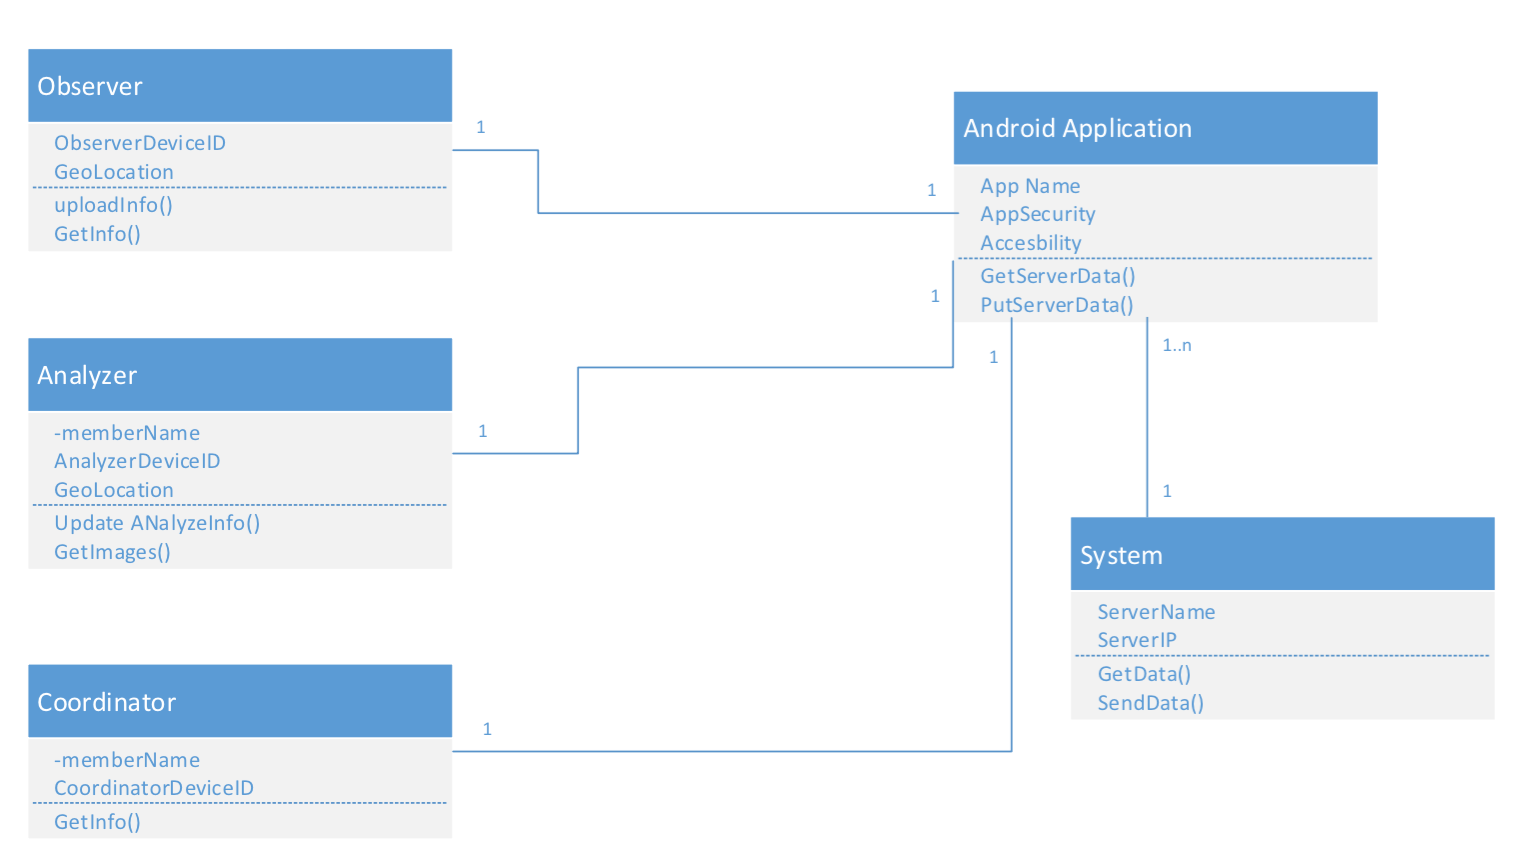 Observer
ObserverDeviceID
GeoLocation
uploadInfo()
GetInfo()
1
1
Android Application
App Name
AppSecurity
Accesbility
GetServerData()
PutServerData()
1
1
1..n
Analyzer
-memberName
AnalyzerDeviceID
GeoLocation
Update ANalyzeInfo()
GetImages()
1
1
System
ServerName
ServerIP
GetData()
SendData()
Coordinator
-memberName
CoordinatorDeviceID
GetInfo()
1